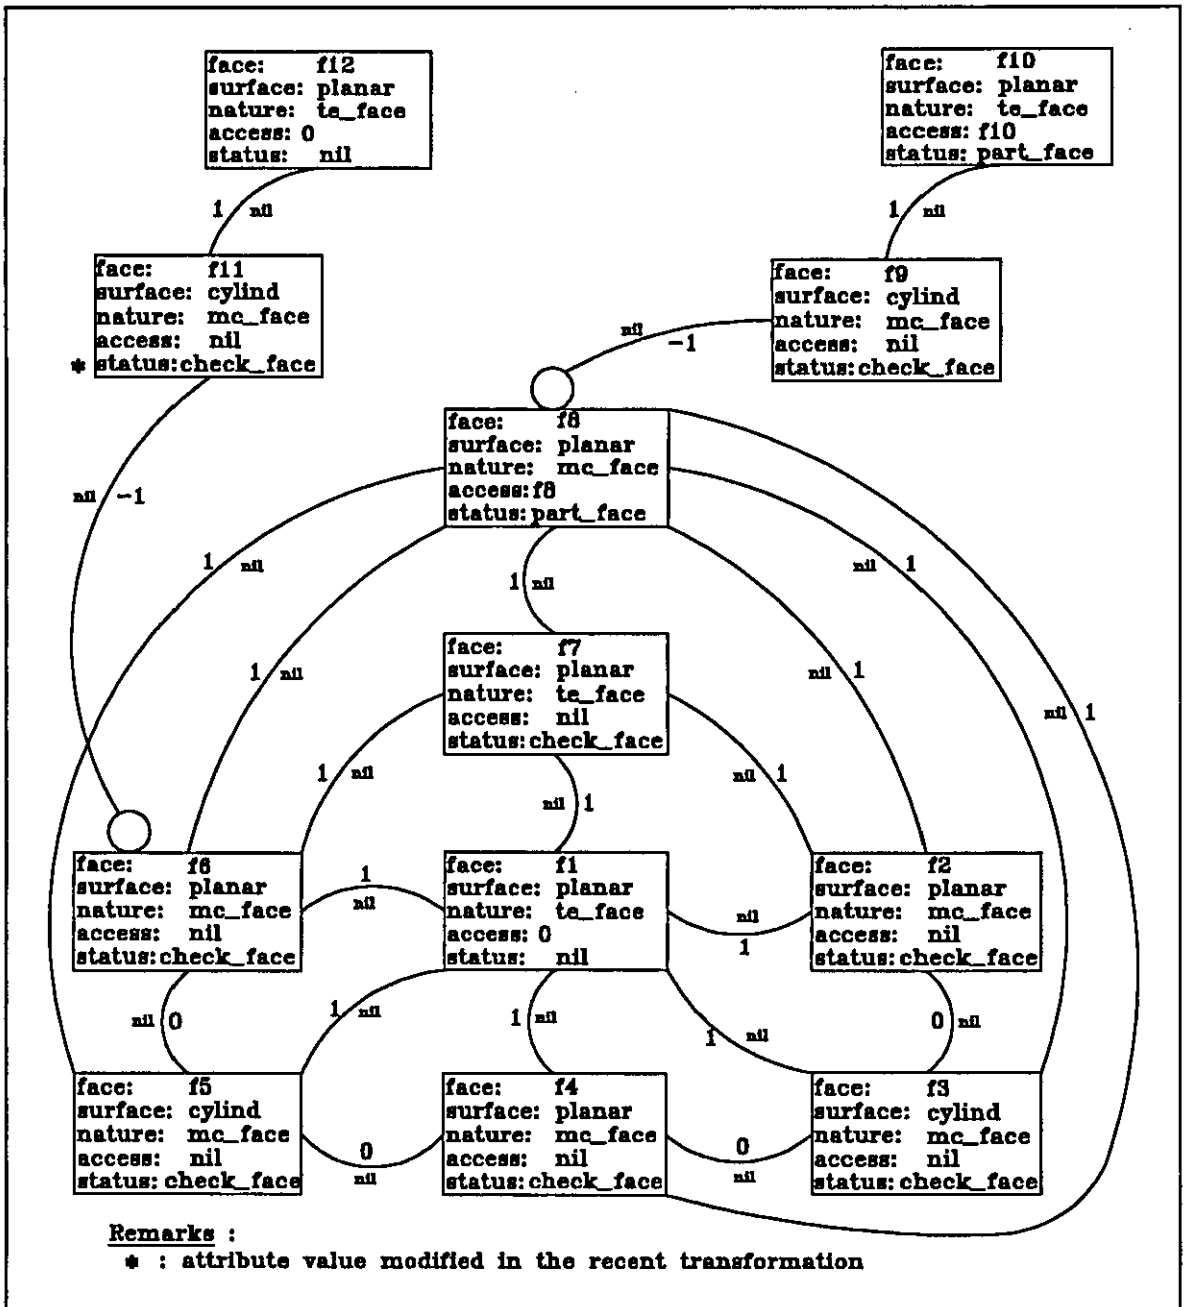 face: f12
surface: planar
nature: te_face
access: 0
status: nil
face: f10
surface: planar
nature: te_face
access: f10
status: part_face
1 nil
1 nil
face: f11
surface: cylind
nature: mc_face
access: nil
* status: check_face
face: f9
surface: cylind
nature: mc_face
access: nil
status: check_face
nil -1
nil -1
face: f8
surface: planar
nature: mc_face
access: f8
status: part_face
1 nil
1 nil
nil 1
1 nil
nil 1
nil 1
face: f7
surface: planar
nature: te_face
access: nil
status: check_face
1 nil
nil 1
nil 1
face: f6
surface: planar
nature: mc_face
access: nil
status: check_face
1
nil
face: f1
surface: planar
nature: te_face
access: 0
status: nil
nil
1
face: f2
surface: planar
nature: mc_face
access: nil
status: check_face
nil 0
1 nil
1 nil
1 nil
0 nil
face: f5
surface: cylind
nature: mc_face
access: nil
status: check_face
0
nil
face: f4
surface: planar
nature: mc_face
access: nil
status: check_face
0
nil
face: f3
surface: cylind
nature: mc_face
access: nil
status: check_face
Remarks :
* : attribute value modified in the recent transformation